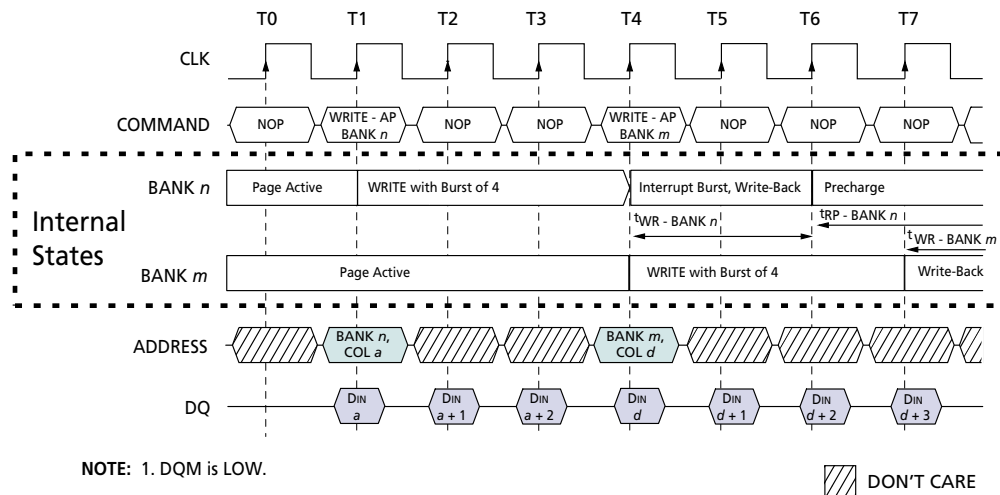 T0 T1 T2 T3 T4 T5 T6 T7
CLK
COMMAND NOP WRITE - AP BANK n NOP NOP WRITE - AP BANK m NOP NOP NOP
Internal States
BANK n Page Active WRITE with Burst of 4 Interrupt Burst, Write-Back Precharge
tWR - BANK n tRP - BANK n
t WR - BANK m
BANK m Page Active WRITE with Burst of 4 Write-Back
ADDRESS BANK n, COL a BANK m, COL d
DQ DIN a DIN a + 1 DIN a + 2 DIN d DIN d + 1 DIN d + 2 DIN d + 3
NOTE: 1. DQM is LOW.
DON'T CARE